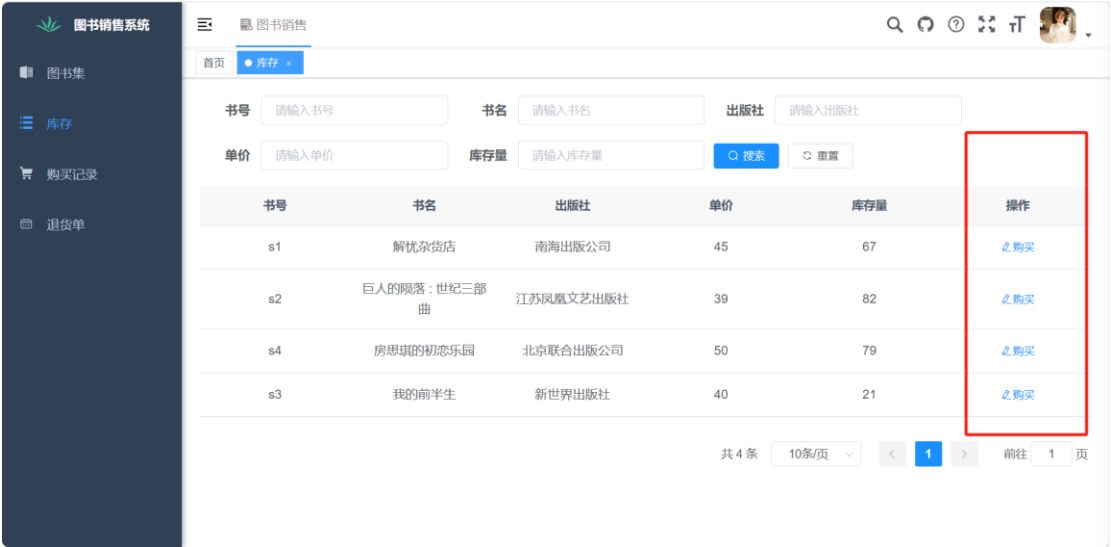 图书销售系统
图书销售
图书集
库存
购买记录
退货单
首页 库存 ×
书号 请输入书号 书名 请输入书名 出版社 请输入出版社
单价 请输入单价 库存量 请输入库存量 搜索 重置
书号 书名 出版社 单价 库存量 操作
s1 解忧杂货店 南海出版公司 45 67 购买
s2 巨人的陨落:世纪三部 江苏凤凰文艺出版社 39 82 购买
曲
s4 房思琪的初恋乐园 北京联合出版公司 50 79 购买
s3 我的前半生 新世界出版社 40 21 购买
共 4 条 10条/页 < 1 > 前往 1 页